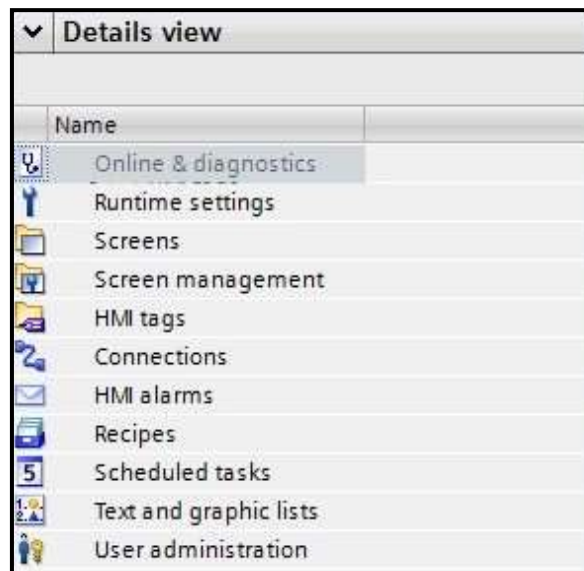 Details view
Name
Online & diagnostics
Runtime settings
Screens
Screen management
HMI tags
Connections
HMI alarms
Recipes
5 Scheduled tasks
Text and graphic lists
User administration